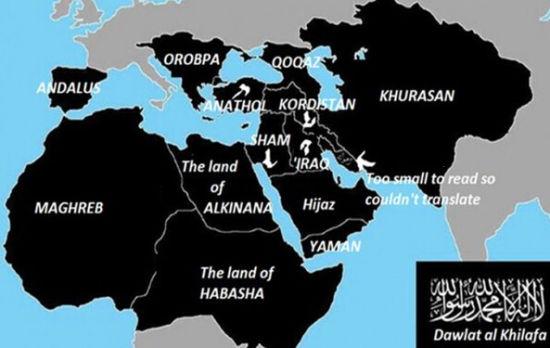 OROBPA
QOQAZ
ANDALUS
ANATHOL
KORDISTAN
KHURASAN
SHAM
'IRAQ
The land
of
ALKINANA
Too small to read so
couldn't translate
MAGHREB
Hijaz
YAMAN
The land of
HABASHA
لا إله إلا الله محمد رسول الله
Dawlat al Khilafa